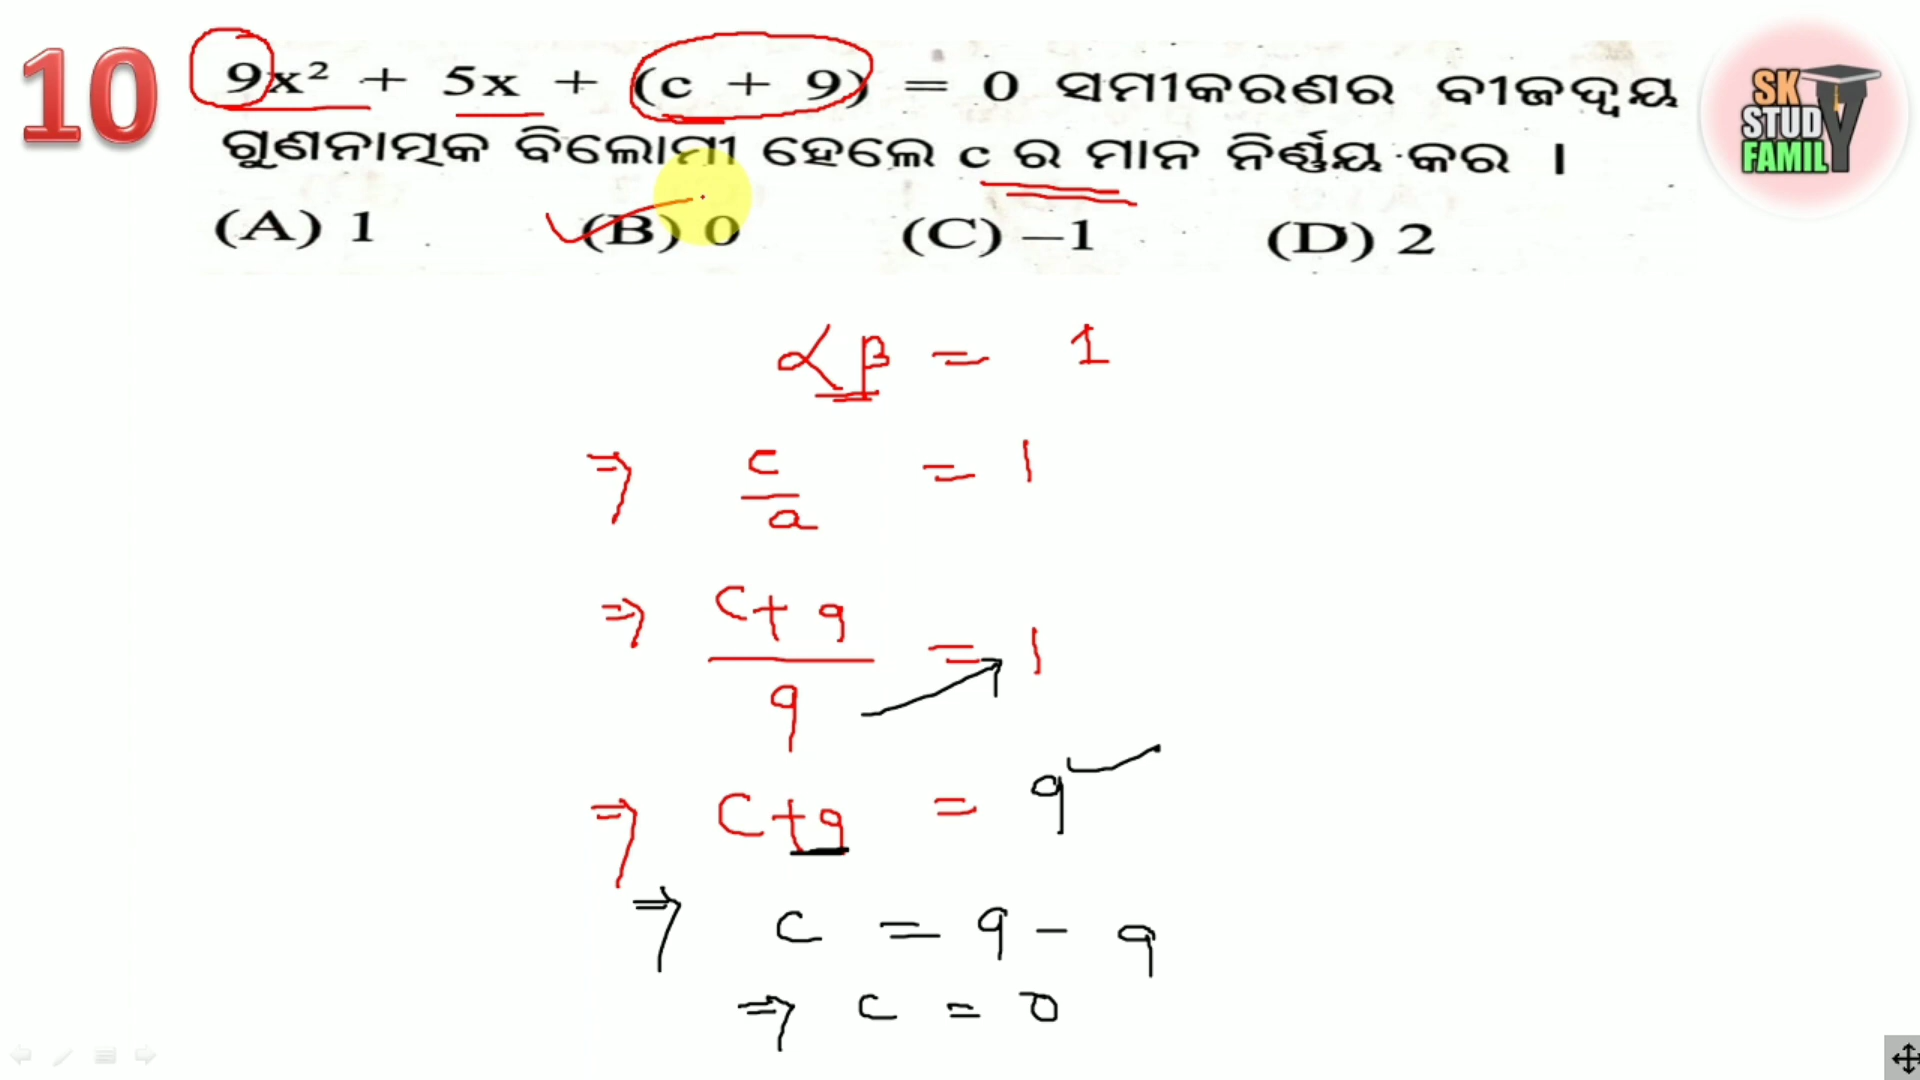 10
9x² + 5x + (c + 9) = 0 ସମୀକରଣର ବୀଜଦ୍ୱୟ
ଗୁଣନାତ୍ମକ ବିଲୋମୀ ହେଲେ c ର ମାନ ନିର୍ଣ୍ଣୟ କର ।
(A) 1 (B) 0 (C) –1 (D) 2
SK
STUDY
FAMILY
αβ = 1
⇒ c/a = 1
⇒ c+9/9 = 1
⇒ c+9 = 9
⇒ c = 9 - 9
⇒ c = 0